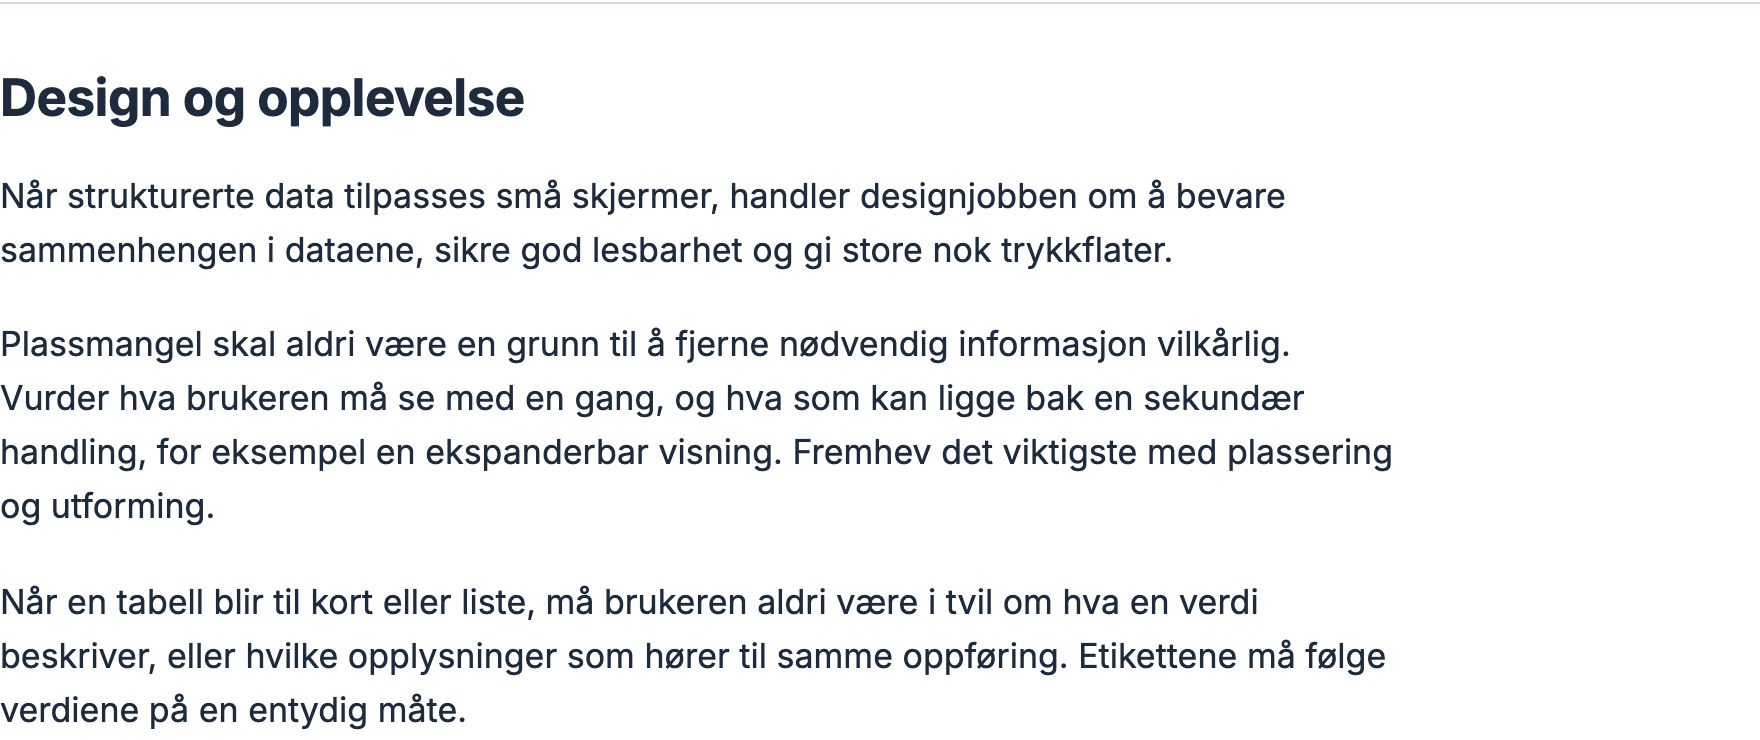 Design og opplevelse
Når strukturerte data tilpasses små skjermer, handler designjobben om å bevare
sammenhengen i dataene, sikre god lesbarhet og gi store nok trykkflater.
Plassmangel skal aldri være en grunn til å fjerne nødvendig informasjon vilkårlig.
Vurder hva brukeren må se med en gang, og hva som kan ligge bak en sekundær
handling, for eksempel en ekspanderbar visning. Fremhev det viktigste med plassering
og utforming.
Når en tabell blir til kort eller liste, må brukeren aldri være i tvil om hva en verdi
beskriver, eller hvilke opplysninger som hører til samme oppføring. Etikettene må følge
verdiene på en entydig måte.